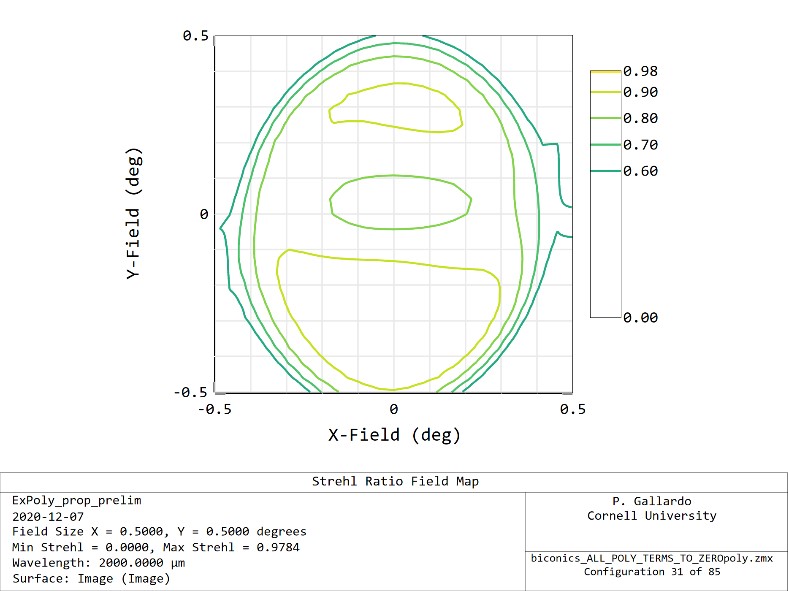 0.5
0
-0.5
Y-Field (deg)
-0.5
0
0.5
X-Field (deg)
0.98
0.90
0.80
0.70
0.60
0.00
Strehl Ratio Field Map
ExPoly_prop_prelim
2020-12-07
Field Size X = 0.5000, Y = 0.5000 degrees
Min Strehl = 0.0000, Max Strehl = 0.9784
Wavelength: 2000.0000 µm
Surface: Image (Image)
P. Gallardo
Cornell University
biconics_ALL_POLY_TERMS_TO_ZEROpoly.zmx
Configuration 31 of 85